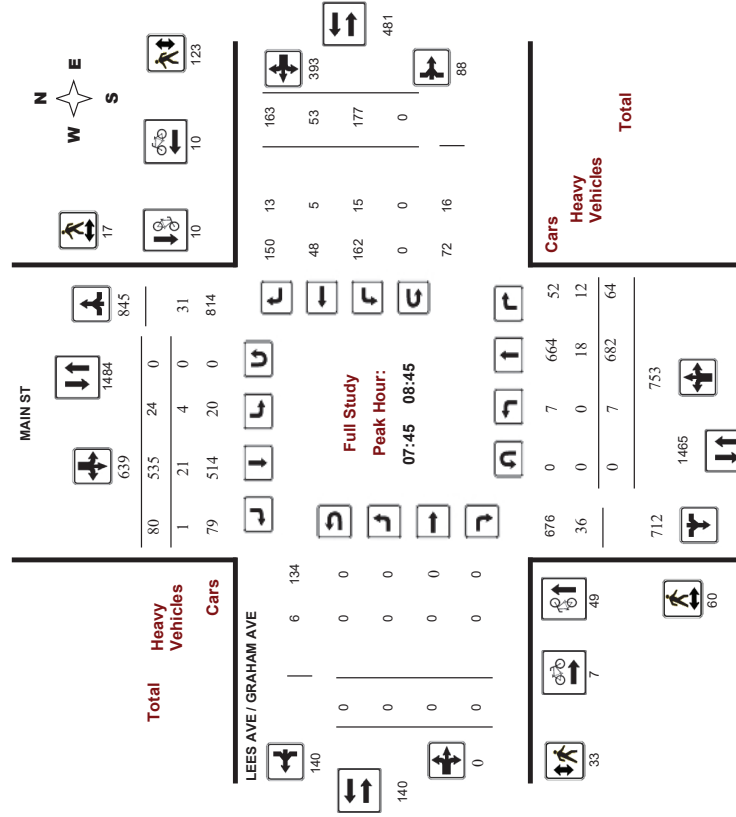 N
W E
S
MAIN ST
17
123
10
10
639
1484
845
80 535 24 0
1 21 4 0 31
79 514 20 0 814
Total
Heavy
Vehicles
Cars
LEES AVE / GRAHAM AVE
481
393
88
150 13 163
48 5 53
162 15 177
0 0 0
72 16
Full Study
Peak Hour:
07:45 08:45
6 134
0 0 0
0 0 0
0 0 0
0 0 0
140
140
0
Cars
Heavy
Vehicles
Total
676 0 7 664 52
36 0 0 18 12
0 7 682 64
712
1465
753
33
7
49
60